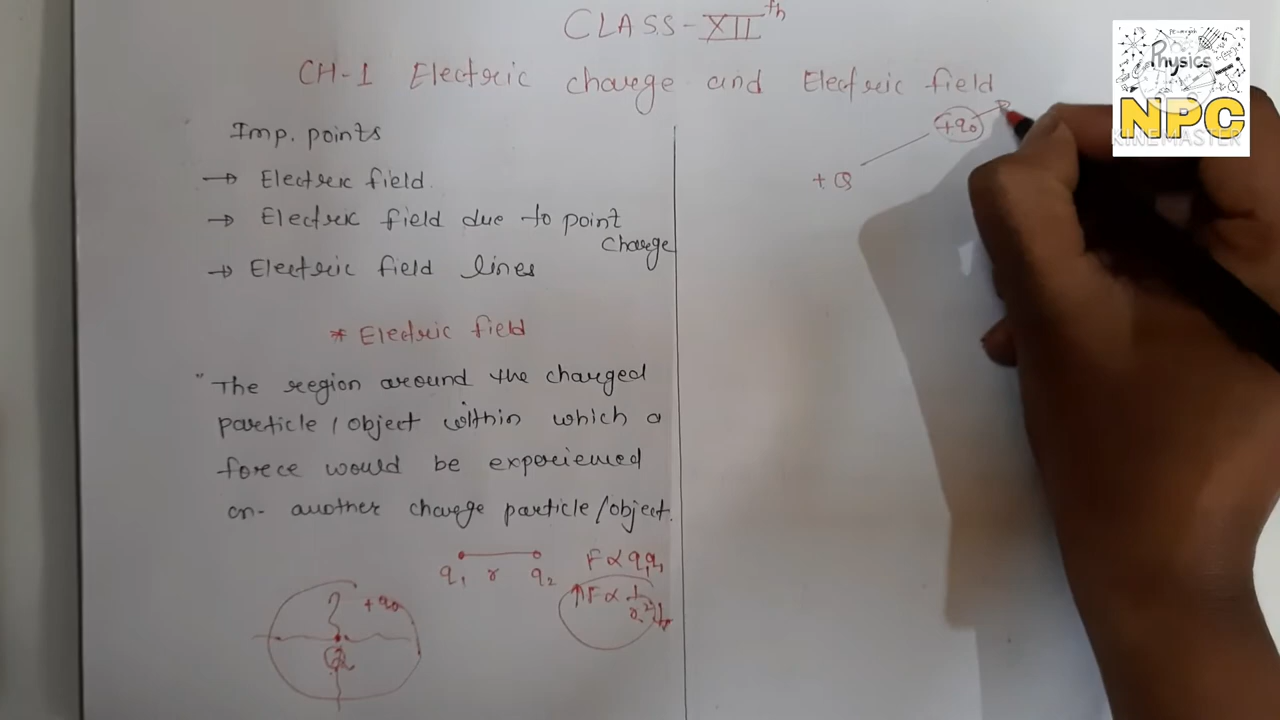 CLASS-XIIth
CH-1 Electric charge and Electric field
Imp. points
→ Electric field
→ Electric field due to point
charge
→ Electric field lines
* Electric field
"The region around the charged
particle / object within which a
force would be experienced
on- another charge particle/object.
q1 r q2
F∝q1q2
↑F∝ 1/r²↓
+q0
Q
+q0
+Q
Physics
NPC
KINEMASTER